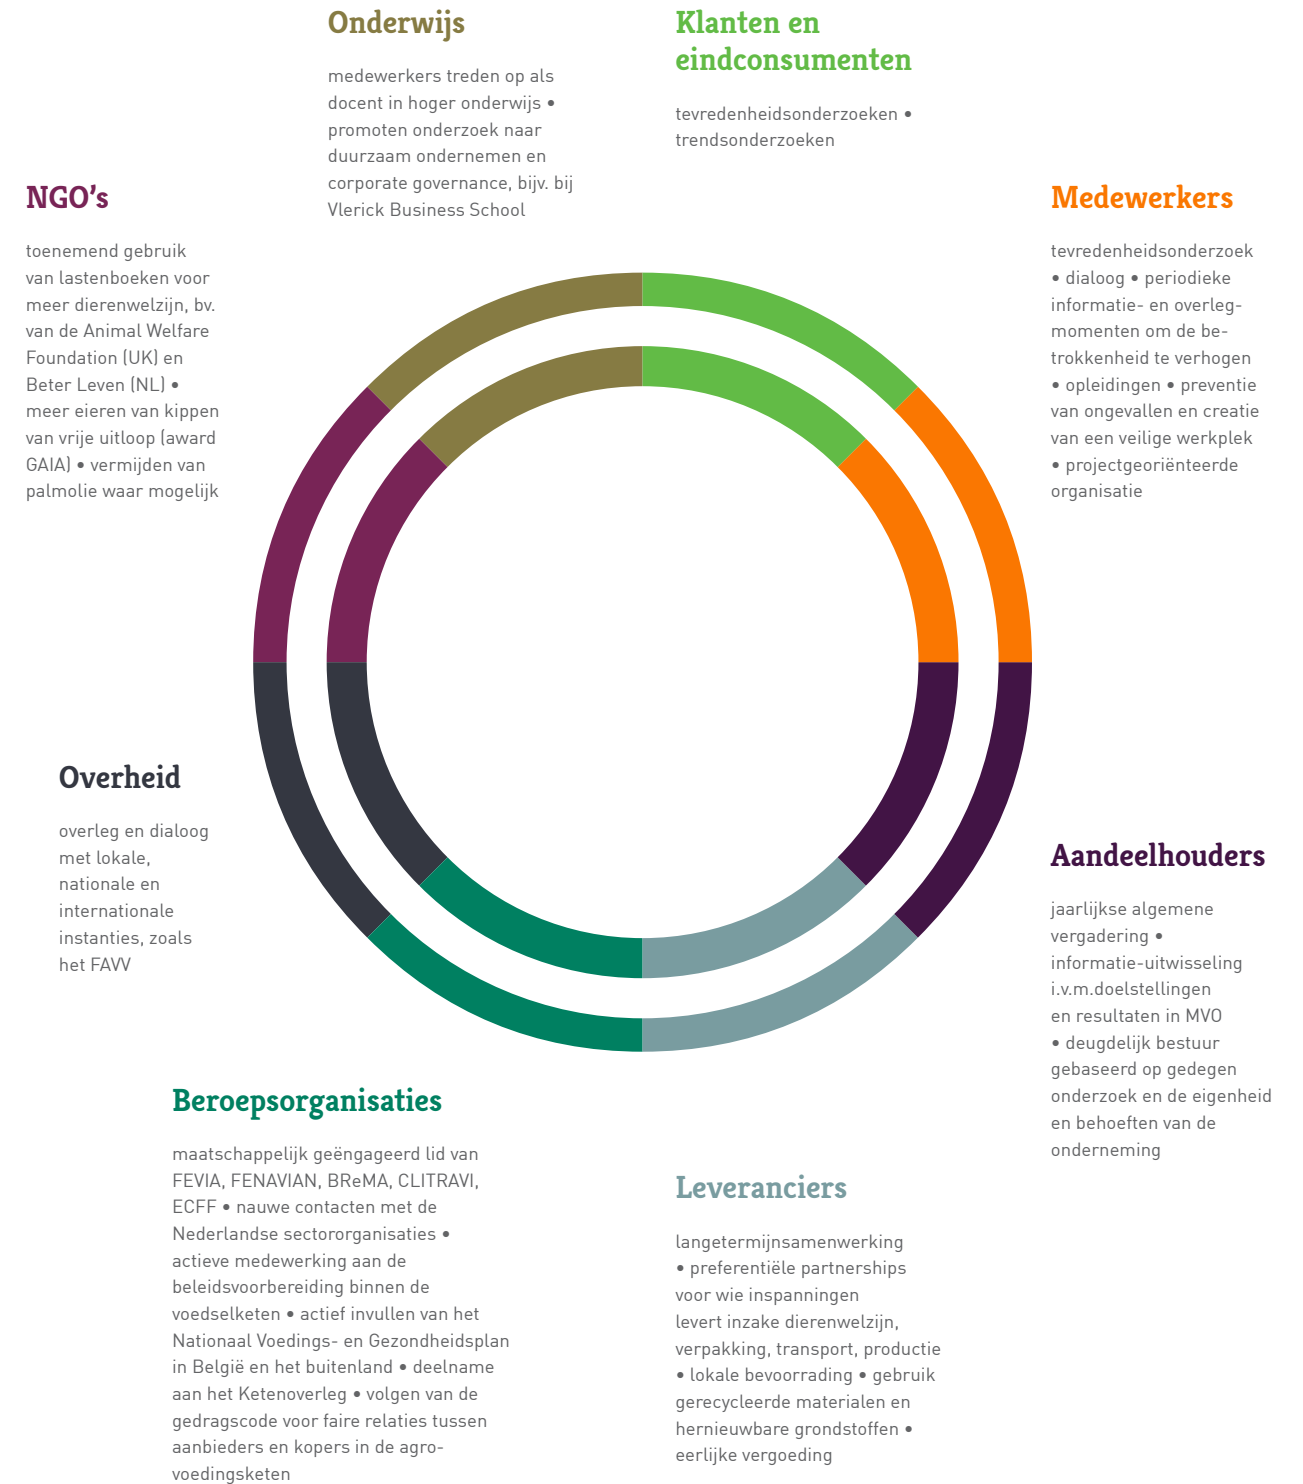 Onderwijs
medewerkers treden op als
docent in hoger onderwijs •
promoten onderzoek naar
duurzaam ondernemen en
corporate governance, bijv. bij
Vlerick Business School
Klanten en
eindconsumenten
tevredenheidsonderzoeken •
trendsonderzoeken
NGO’s
toenemend gebruik
van lastenboeken voor
meer dierenwelzijn, bv.
van de Animal Welfare
Foundation (UK) en
Beter Leven (NL) •
meer eieren van kippen
van vrije uitloop (award
GAIA) • vermijden van
palmolie waar mogelijk
Medewerkers
tevredenheidsonderzoek
• dialoog • periodieke
informatie- en overleg-
momenten om de be-
trokkenheid te verhogen
• opleidingen • preventie
van ongevallen en creatie
van een veilige werkplek
• projectgeoriënteerde
organisatie
Overheid
overleg en dialoog
met lokale,
nationale en
internationale
instanties, zoals
het FAVV
Aandeelhouders
jaarlijkse algemene
vergadering •
informatie-uitwisseling
i.v.m.doelstellingen
en resultaten in MVO
• deugdelijk bestuur
gebaseerd op gedegen
onderzoek en de eigenheid
en behoeften van de
onderneming
Beroepsorganisaties
maatschappelijk geëngageerd lid van
FEVIA, FENAVIAN, BReMA, CLITRAVI,
ECFF • nauwe contacten met de
Nederlandse sectororganisaties •
actieve medewerking aan de
beleidsvoorbereiding binnen de
voedselketen • actief invullen van het
Nationaal Voedings- en Gezondheidsplan
in België en het buitenland • deelname
aan het Ketenoverleg • volgen van de
gedragscode voor faire relaties tussen
aanbieders en kopers in de agro-
voedingsketen
Leveranciers
langetermijnsamenwerking
• preferentiële partnerships
voor wie inspanningen
levert inzake dierenwelzijn,
verpakking, transport, productie
• lokale bevoorrading • gebruik
gerecycleerde materialen en
hernieuwbare grondstoffen •
eerlijke vergoeding